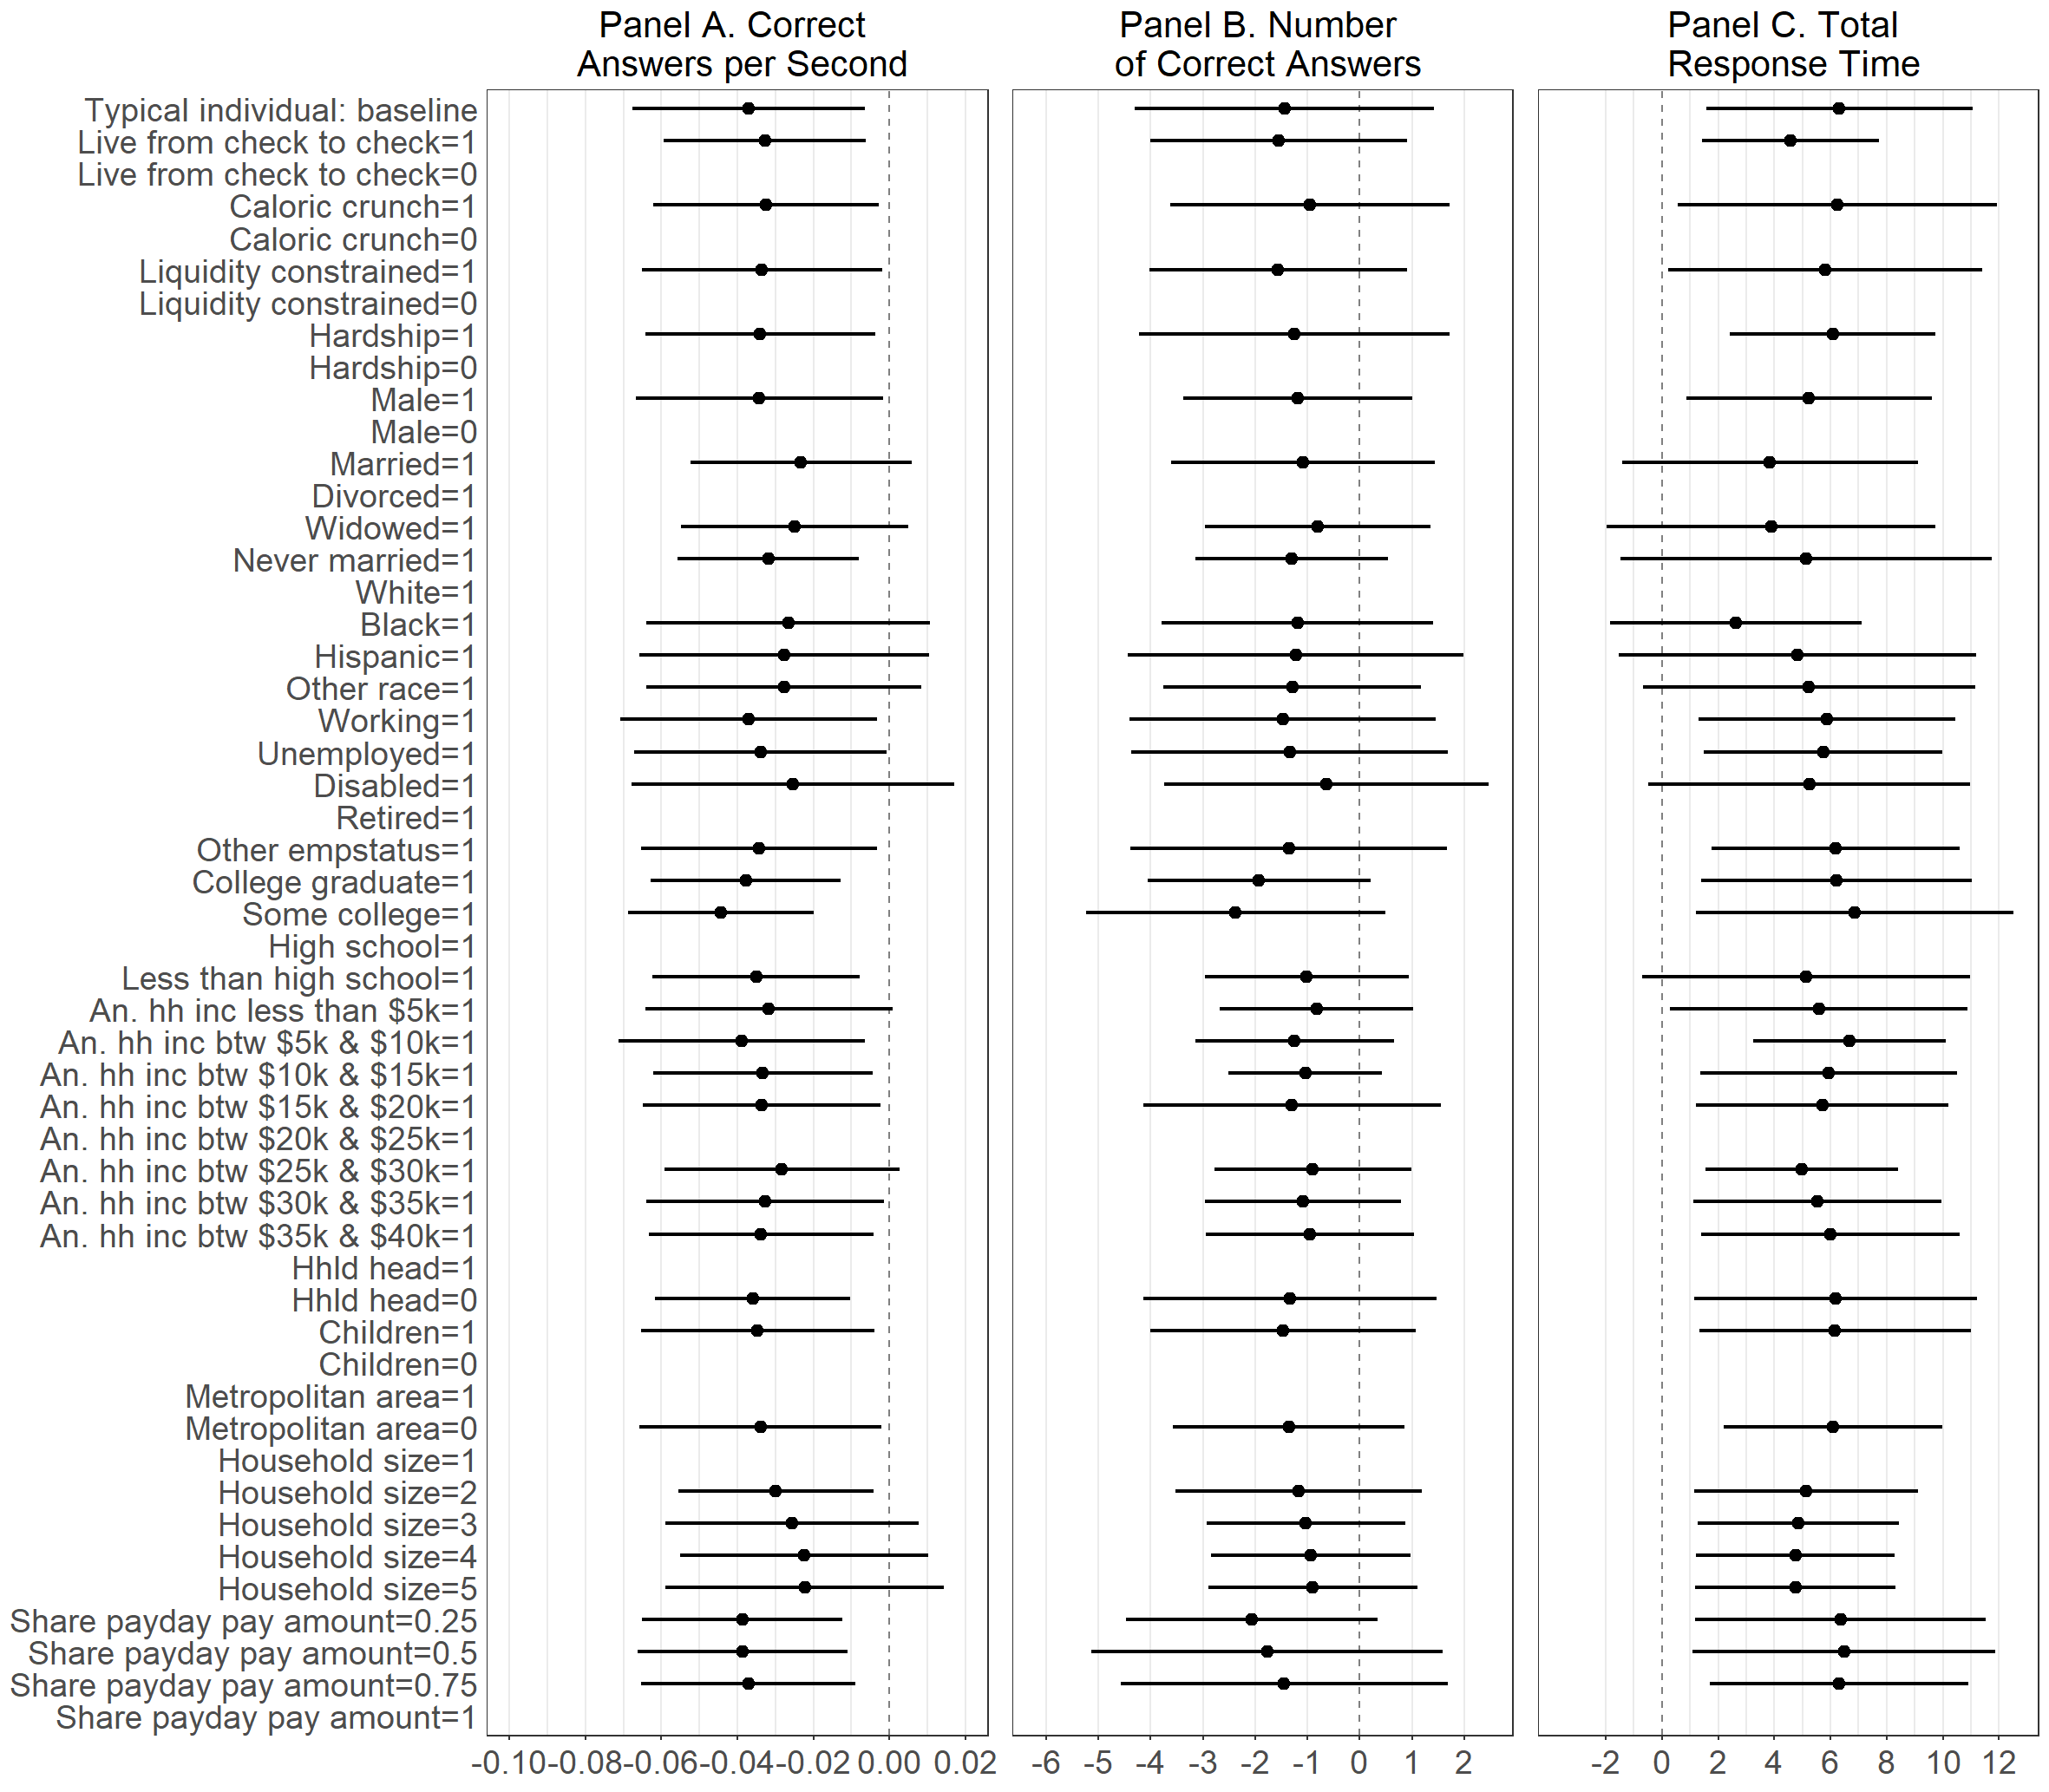 Panel A. Correct
Answers per Second
Panel B. Number
of Correct Answers
Panel C. Total
Response Time
Typical individual: baseline
Live from check to check=1
Live from check to check=0
Caloric crunch=1
Caloric crunch=0
Liquidity constrained=1
Liquidity constrained=0
Hardship=1
Hardship=0
Male=1
Male=0
Married=1
Divorced=1
Widowed=1
Never married=1
White=1
Black=1
Hispanic=1
Other race=1
Working=1
Unemployed=1
Disabled=1
Retired=1
Other empstatus=1
College graduate=1
Some college=1
High school=1
Less than high school=1
An. hh inc less than $5k=1
An. hh inc btw $5k & $10k=1
An. hh inc btw $10k & $15k=1
An. hh inc btw $15k & $20k=1
An. hh inc btw $20k & $25k=1
An. hh inc btw $25k & $30k=1
An. hh inc btw $30k & $35k=1
An. hh inc btw $35k & $40k=1
Hhld head=1
Hhld head=0
Children=1
Children=0
Metropolitan area=1
Metropolitan area=0
Household size=1
Household size=2
Household size=3
Household size=4
Household size=5
Share payday pay amount=0.25
Share payday pay amount=0.5
Share payday pay amount=0.75
Share payday pay amount=1
-0.10 -0.08 -0.06 -0.04 -0.02 0.00 0.02
-6 -5 -4 -3 -2 -1 0 1 2
-2 0 2 4 6 8 10 12